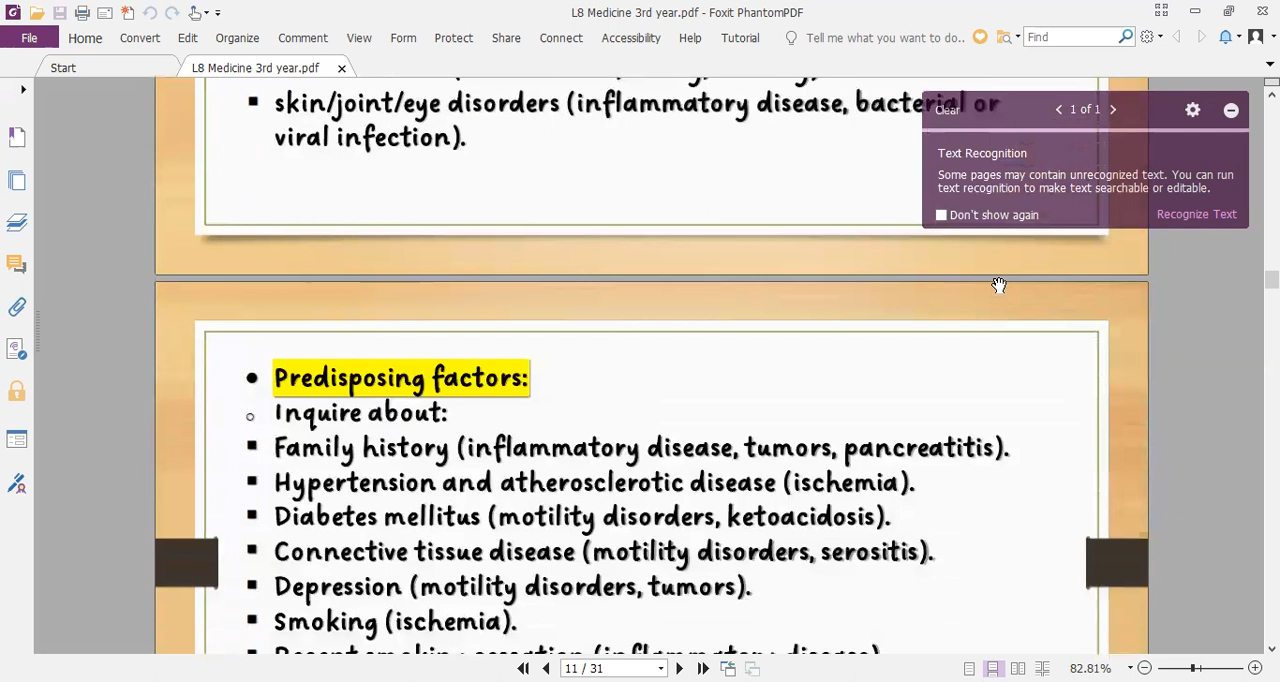 L8 Medicine 3rd year.pdf - Foxit PhantomPDF
File Home Convert Edit Organize Comment View Form Protect Share Connect Accessibility Help Tutorial Tell me what you want to do.. Find
Start L8 Medicine 3rd year.pdf
skin/joint/eye disorders (inflammatory disease, bacterial or
viral infection).
Clear 1 of 1
Text Recognition
Some pages may contain unrecognized text. You can run
text recognition to make text searchable or editable.
Don't show again Recognize Text
Predisposing factors:
Inquire about:
Family history (inflammatory disease, tumors, pancreatitis).
Hypertension and atherosclerotic disease (ischemia).
Diabetes mellitus (motility disorders, ketoacidosis).
Connective tissue disease (motility disorders, serositis).
Depression (motility disorders, tumors).
Smoking (ischemia).
Recent smoking cessation (inflammatory disease)
11 / 31 82.81%